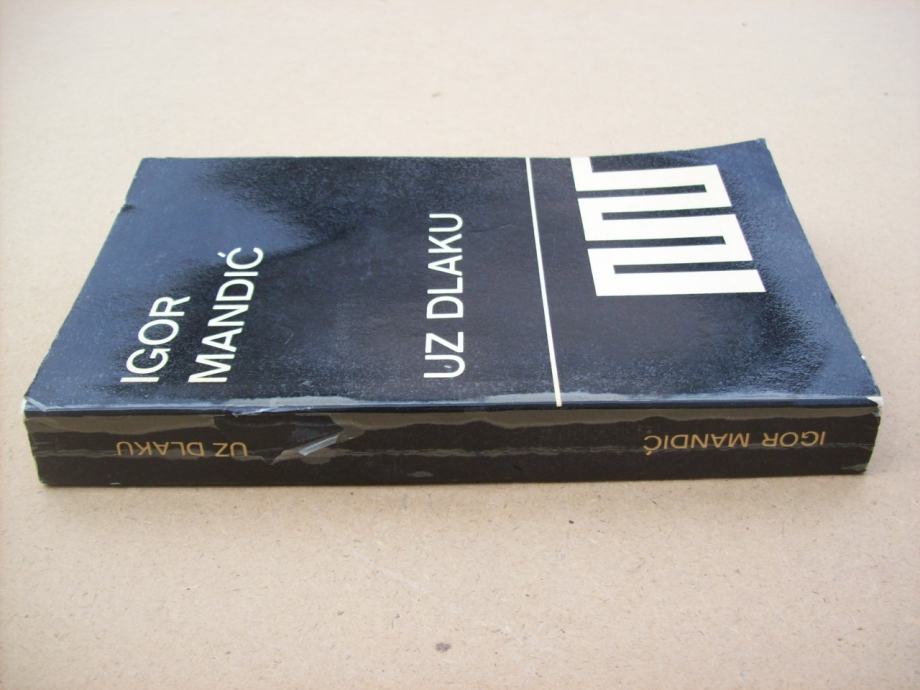 IGOR
MANDIĆ
UZ DLAKU
IGOR MANDIĆ
UZ DLAKU